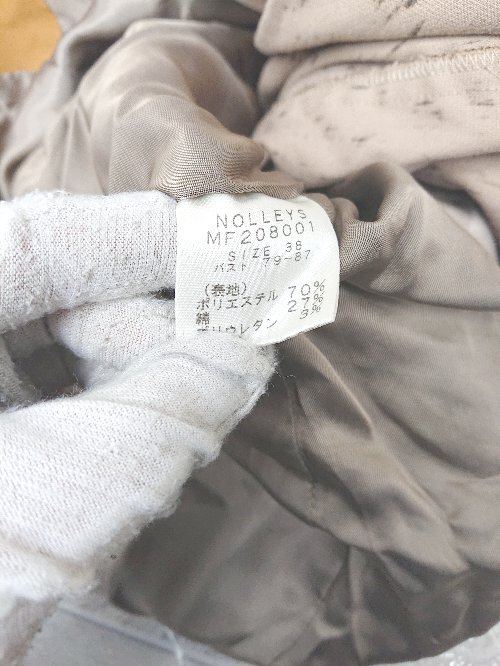 NOLLEYS
MF208001
SIZE 38
バスト 79-87
(表地)
ポリエステル 70%
綿 27%
ポリウレタン 3%